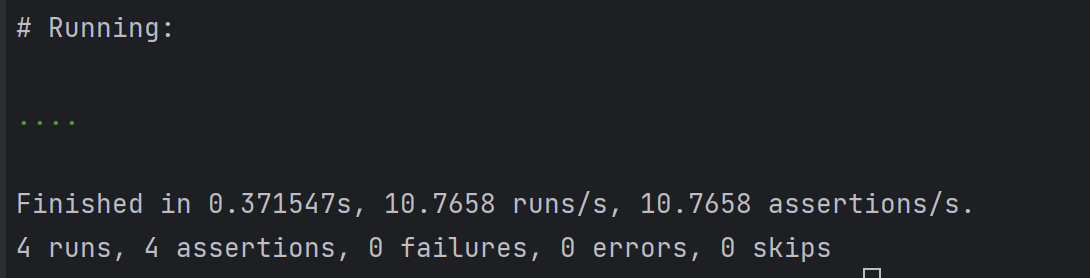 # Running:
....
Finished in 0.371547s, 10.7658 runs/s, 10.7658 assertions/s.
4 runs, 4 assertions, 0 failures, 0 errors, 0 skips